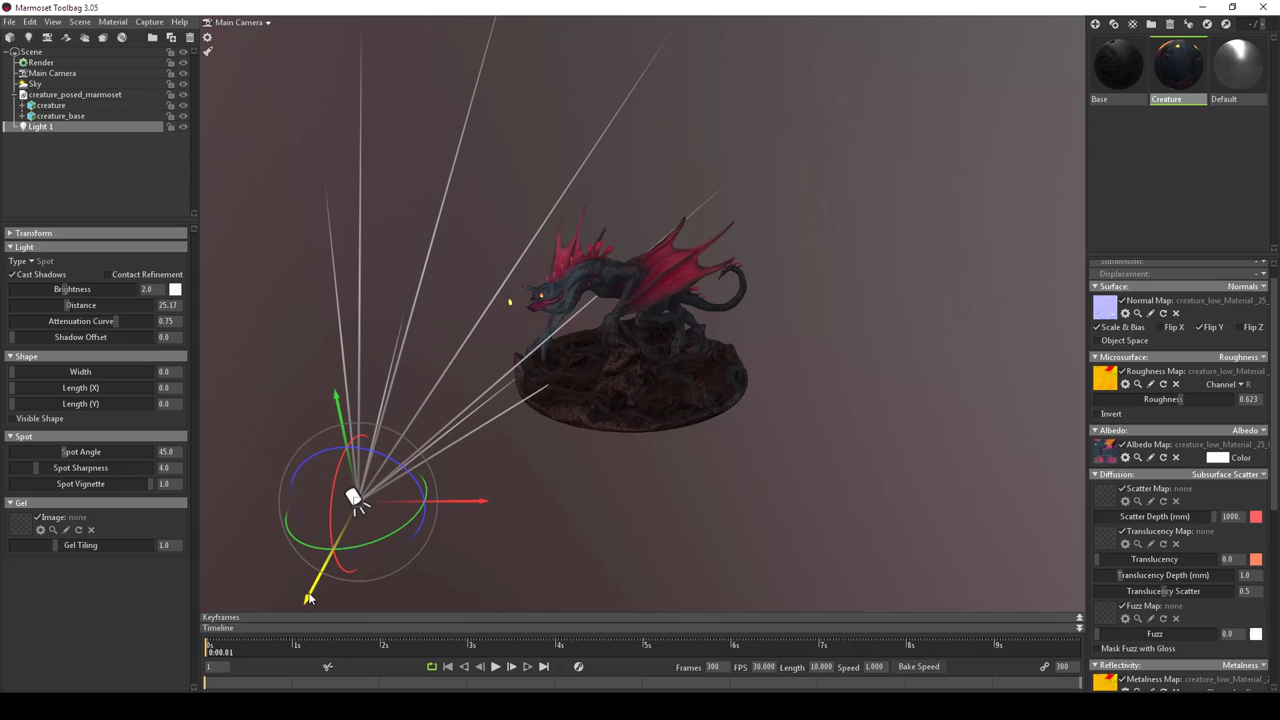 Marmoset Toolbag 3.05
File Edit View Scene Material Capture Help
Main Camera
Scene
Render
Main Camera
Sky
creature_posed_marmoset
creature
creature_base
Light 1
Transform
Light
Type Spot
Cast Shadows Contact Refinement
Brightness 2.0
Distance 25.17
Attenuation Curve 0.75
Shadow Offset 0.0
Shape
Width 0.0
Length (X) 0.0
Length (Y) 0.0
Visible Shape
Spot
Spot Angle 45.0
Spot Sharpness 4.0
Spot Vignette 1.0
Gel
Image: none
Gel Tiling 1.0
Keyframes
Timeline
0s 1s 2s 3s 4s 5s 6s 7s 8s 9s
0:00.01
1 Frames 300 FPS 30.000 Length 10.000 Speed 1.000 Bake Speed 300
- /
Base Creature Default
Subdivision: -
Displacement: -
Surface: Normals
Normal Map: creature_low_Material_25_
Scale & Bias Flip X Flip Y Flip Z
Object Space
Microsurface: Roughness
Roughness Map: creature_low_Material_
Channel R
Roughness 0.623
Invert
Albedo: Albedo
Albedo Map: creature_low_Material_25_
Color
Diffusion: Subsurface Scatter
Scatter Map: none
Scatter Depth (mm) 1000.
Translucency Map: none
Translucency 0.0
Translucency Depth (mm) 1.0
Translucency Scatter 0.5
Fuzz Map: none
Fuzz 0.0
Mask Fuzz with Gloss
Reflectivity: Metalness
Metalness Map: creature_low_Material_